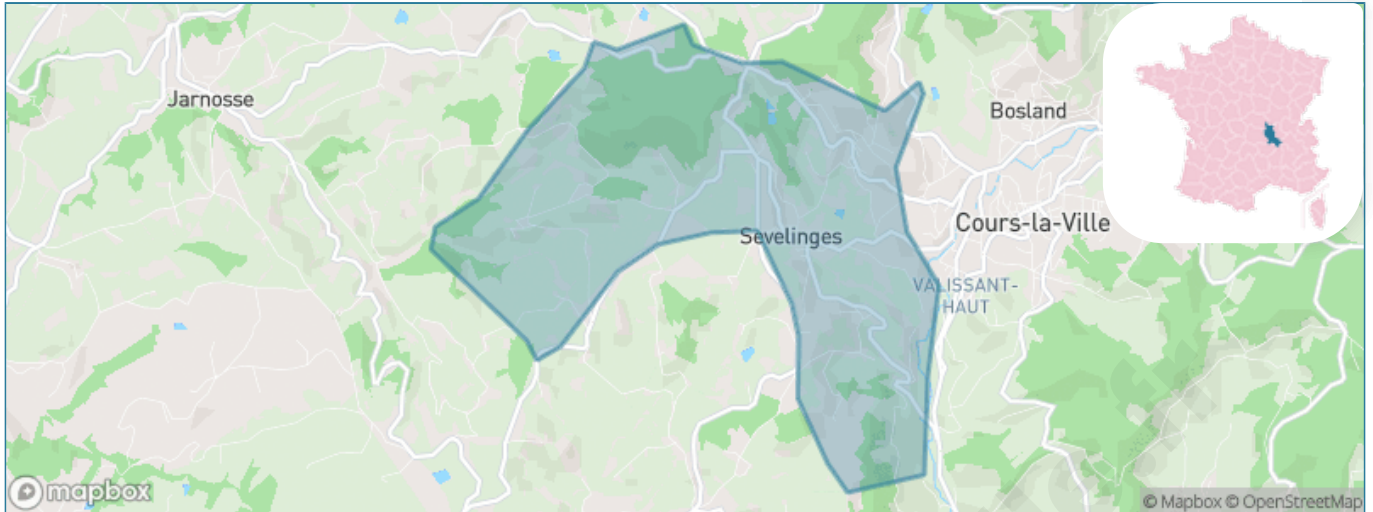 Jarnosse
Bosland
Cours-la-Ville
Sevelinges
VALISSANT-
HAUT
mapbox
© Mapbox © OpenStreetMap